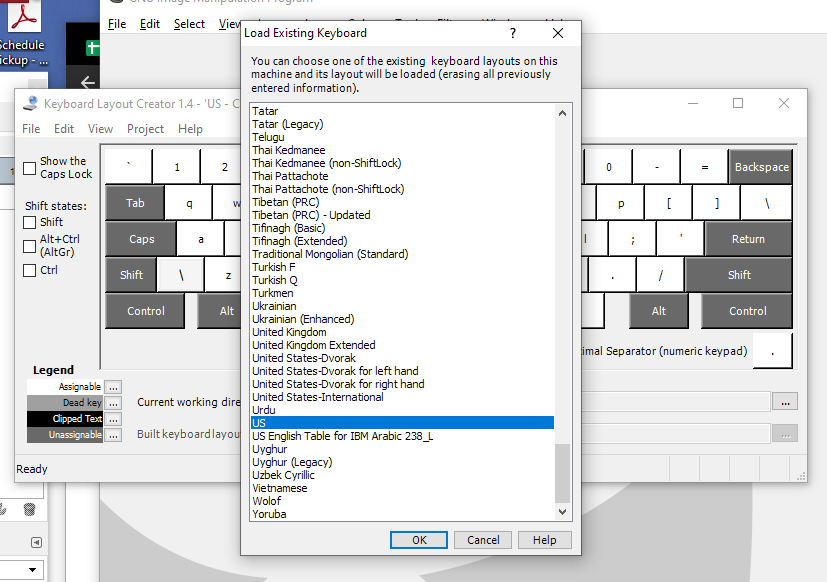 Schedule
ickup - ...
GNU Image Manipulation Program
File Edit Select View
Load Existing Keyboard ?
You can choose one of the existing keyboard layouts on this
machine and its layout will be loaded (erasing all previously
entered information).
Keyboard Layout Creator 1.4 - 'US - C
File Edit View Project Help
Show the
Caps Lock
Shift states:
Shift
Alt+Ctrl
(AltGr)
Ctrl
` 1 2 0 - = Backspace
Tab q w p [ ] \
Caps a l ; ' Return
Shift \ z . / Shift
Control Alt Alt Control
imal Separator (numeric keypad) .
Legend
Assignable ...
Dead key ...
Clipped Text ...
Unassignable ...
Current working dire
...
Built keyboard layou
...
Ready
Tatar
Tatar (Legacy)
Telugu
Thai Kedmanee
Thai Kedmanee (non-ShiftLock)
Thai Pattachote
Thai Pattachote (non-ShiftLock)
Tibetan (PRC)
Tibetan (PRC) - Updated
Tifinagh (Basic)
Tifinagh (Extended)
Traditional Mongolian (Standard)
Turkish F
Turkish Q
Turkmen
Ukrainian
Ukrainian (Enhanced)
United Kingdom
United Kingdom Extended
United States-Dvorak
United States-Dvorak for left hand
United States-Dvorak for right hand
United States-International
Urdu
US
US English Table for IBM Arabic 238_L
Uyghur
Uyghur (Legacy)
Uzbek Cyrillic
Vietnamese
Wolof
Yoruba
OK Cancel Help